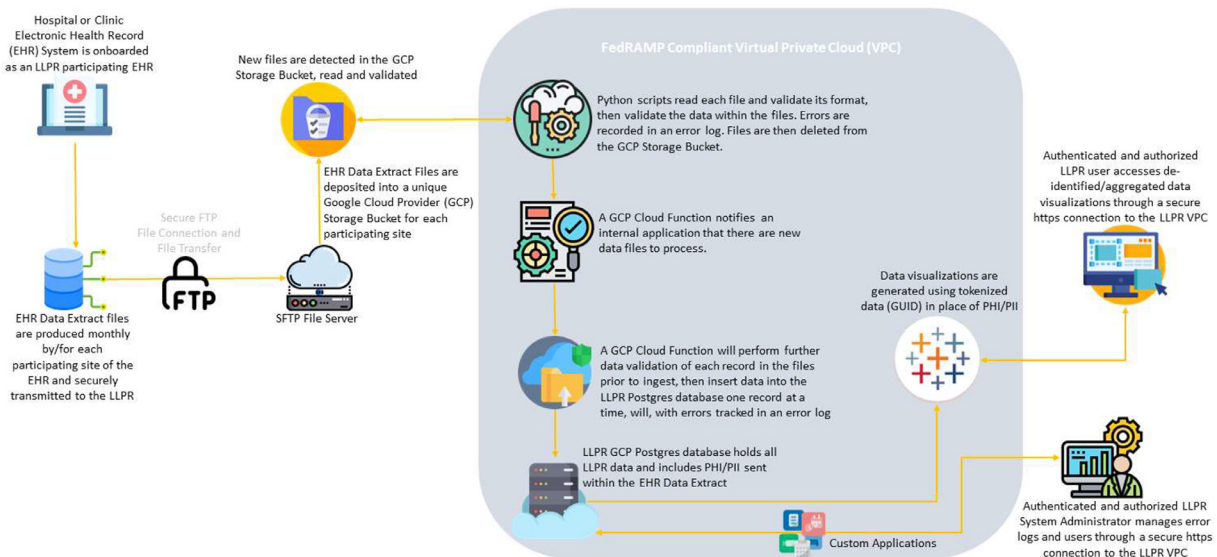 Hospital or Clinic
Electronic Health Record
(EHR) System is onboarded
as an LLPR participating EHR
New files are detected in the GCP
Storage Bucket, read and validated
FedRAMP Compliant Virtual Private Cloud (VPC)
Python scripts read each file and validate its format,
then validate the data within the files. Errors are
recorded in an error log. Files are then deleted from
the GCP Storage Bucket.
EHR Data Extract Files are
deposited into a unique
Google Cloud Provider (GCP)
Storage Bucket for each
participating site
Authenticated and authorized
LLPR user accesses de-
identified/aggregated data
visualizations through a secure
https connection to the LLPR VPC
Secure FTP
File Connection and
File Transfer
A GCP Cloud Function notifies an
internal application that there are new
data files to process.
FTP
SFTP File Server
Data visualizations are
generated using tokenized
data (GUID) in place of PHI/PII
EHR Data Extract files
are produced monthly
by/for each
participating site of the
EHR and securely
transmitted to the LLPR
A GCP Cloud Function will perform further
data validation of each record in the files
prior to ingest, then insert data into the
LLPR Postgres database one record at a
time, will, with errors tracked in an error log
LLPR GCP Postgres database holds all
LLPR data and includes PHI/PII sent
within the EHR Data Extract
Custom Applications
Authenticated and authorized LLPR
System Administrator manages error
logs and users through a secure https
connection to the LLPR VPC